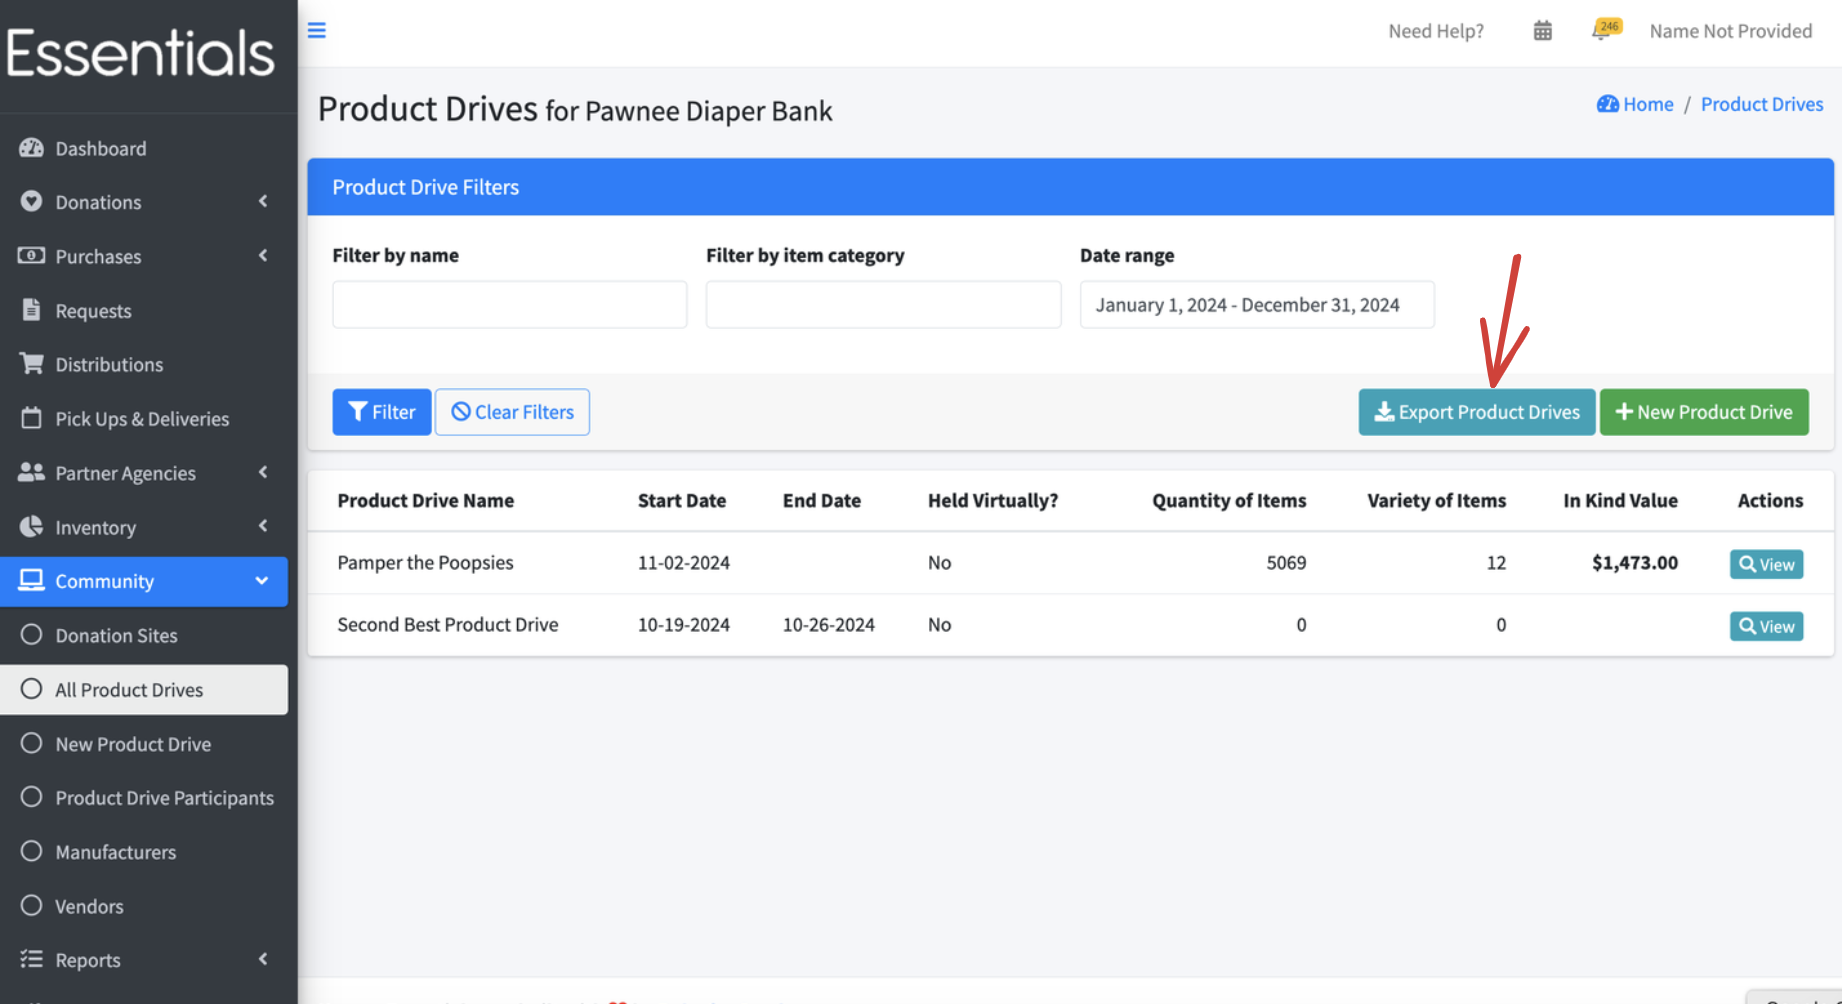 Essentials
Need Help?
246
Name Not Provided
Product Drives for Pawnee Diaper Bank
Home / Product Drives
Dashboard
Donations
Purchases
Requests
Distributions
Pick Ups & Deliveries
Partner Agencies
Inventory
Community
Donation Sites
All Product Drives
New Product Drive
Product Drive Participants
Manufacturers
Vendors
Reports
Product Drive Filters
Filter by name Filter by item category Date range
January 1, 2024 - December 31, 2024
Filter Clear Filters Export Product Drives New Product Drive
Product Drive Name Start Date End Date Held Virtually? Quantity of Items Variety of Items In Kind Value Actions
Pamper the Poopsies 11-02-2024 No 5069 12 $1,473.00 View
Second Best Product Drive 10-19-2024 10-26-2024 No 0 0 View